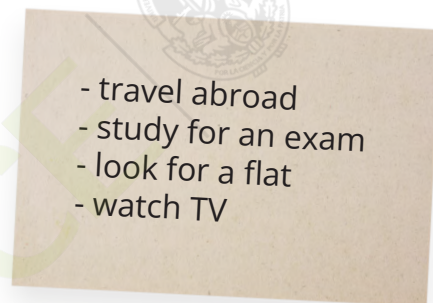 - travel abroad
- study for an exam
- look for a flat
- watch TV